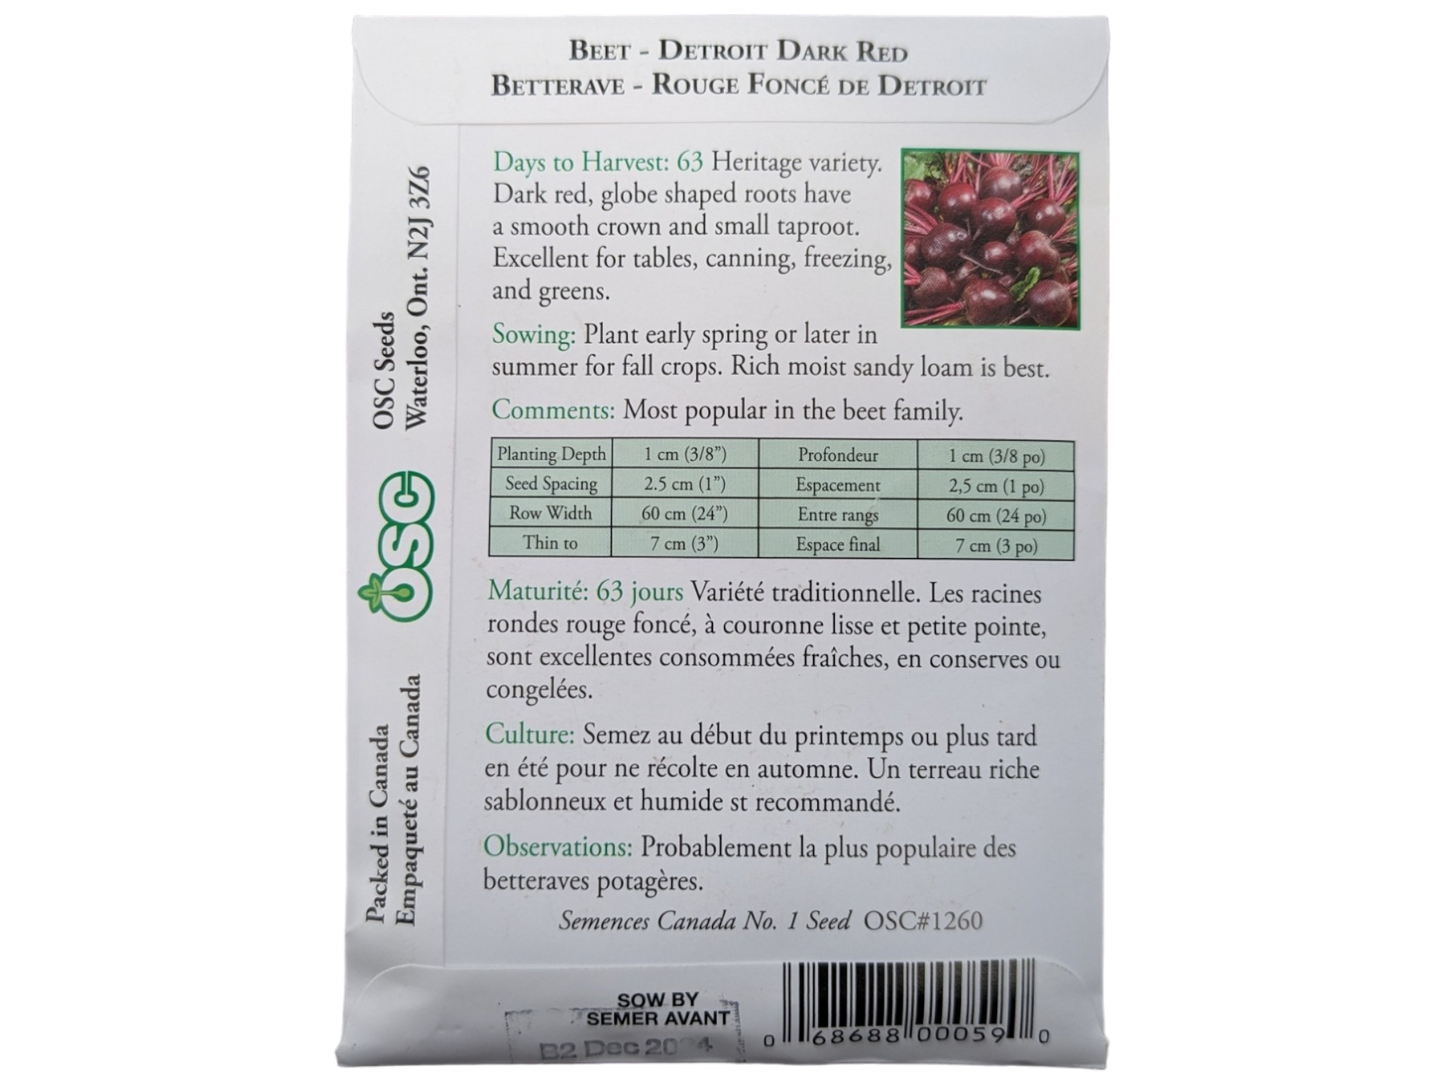 BEET - DETROIT DARK RED
BETTERAVE - ROUGE FONCÉ DE DETROIT
Days to Harvest: 63 Heritage variety.
Dark red, globe shaped roots have
a smooth crown and small taproot.
Excellent for tables, canning, freezing,
and greens.
Sowing: Plant early spring or later in
summer for fall crops. Rich moist sandy loam is best.
Comments: Most popular in the beet family.
Planting Depth 1 cm (3/8") Profondeur 1 cm (3/8 po)
Seed Spacing 2.5 cm (1") Espacement 2,5 cm (1 po)
Row Width 60 cm (24") Entre rangs 60 cm (24 po)
Thin to 7 cm (3") Espace final 7 cm (3 po)
Maturité: 63 jours Variété traditionnelle. Les racines
rondes rouge foncé, à couronne lisse et petite pointe,
sont excellentes consommées fraîches, en conserves ou
congelées.
Culture: Semez au début du printemps ou plus tard
en été pour ne récolte en automne. Un terreau riche
sablonneux et humide st recommandé.
Observations: Probablement la plus populaire des
betteraves potagères.
Semences Canada No. 1 Seed OSC#1260
OSC Seeds
Waterloo, Ont. N2J 3Z6
OSC
Packed in Canada
Empaqueté au Canada
SOW BY
SEMER AVANT
B2 Dec
0 68688 00059 0